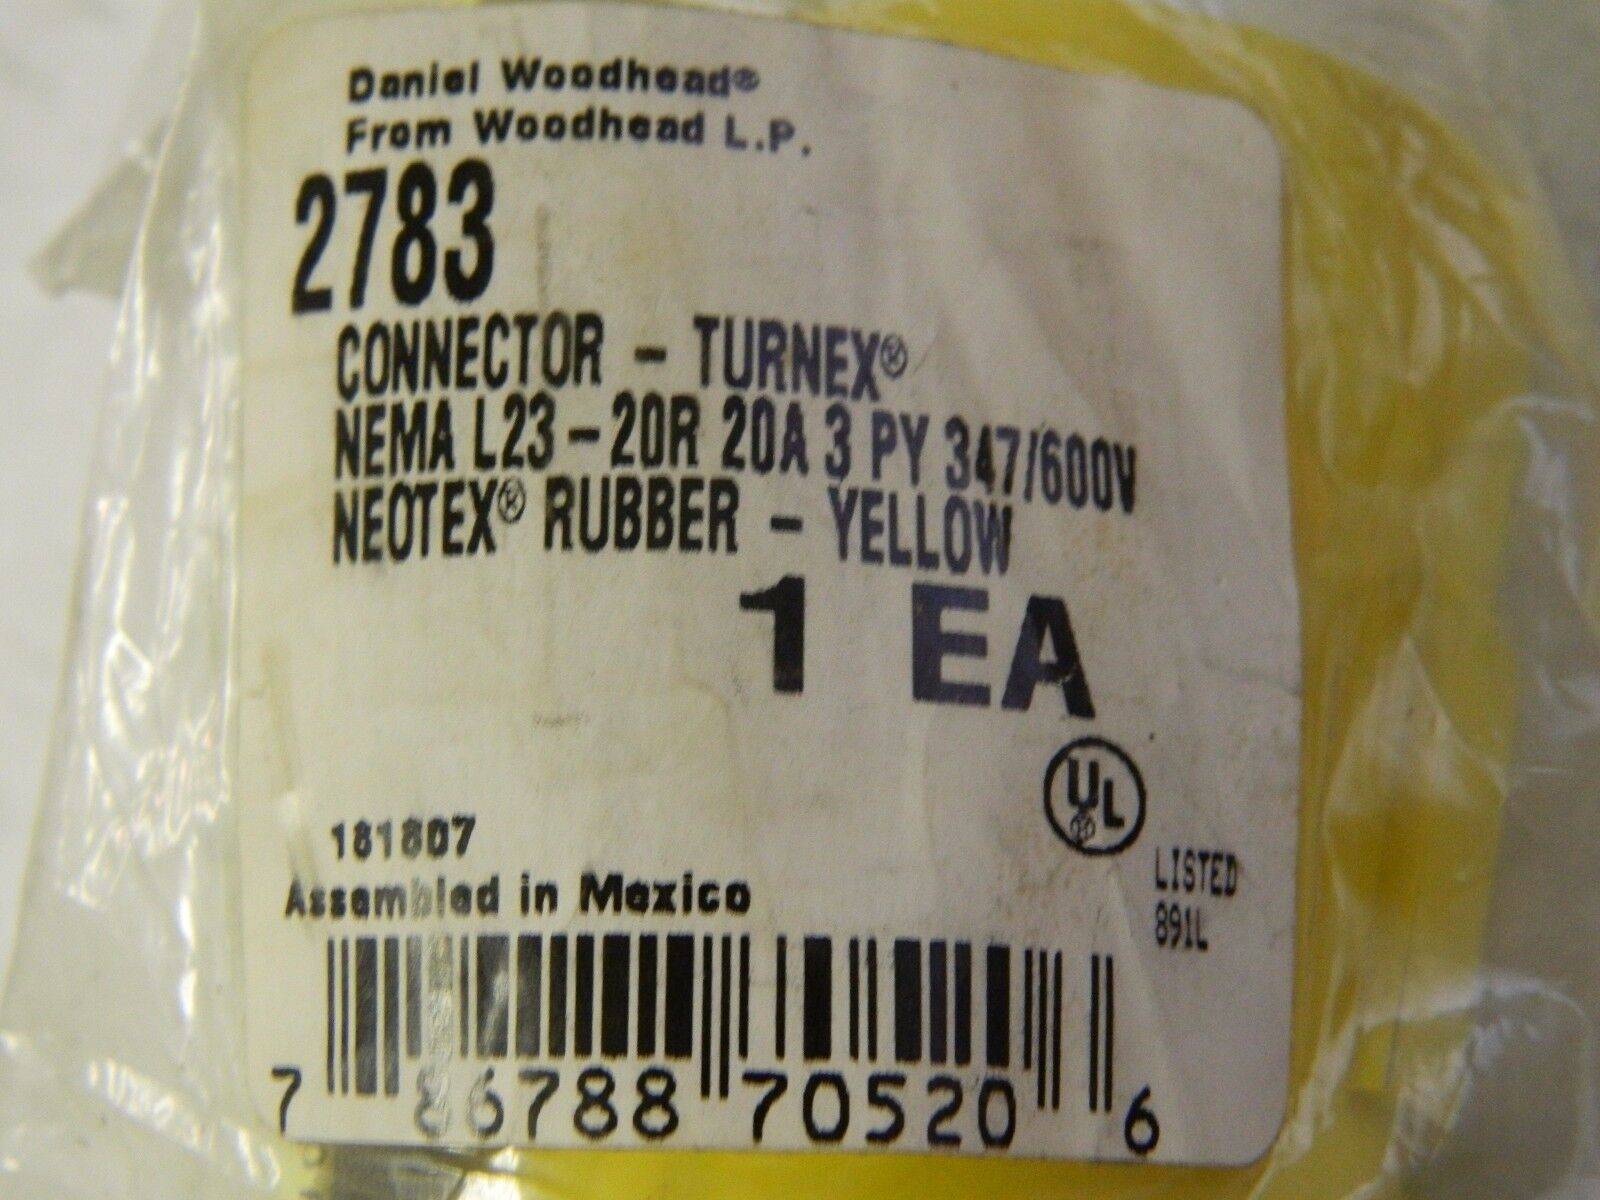 Daniel Woodhead®
From Woodhead L.P.
2783
CONNECTOR - TURNEX®
NEMA L23-20R 20A 3 PY 347/600V
NEOTEX® RUBBER - YELLOW
1 EA
UL®
LISTED
891L
181807
Assembled in Mexico
7 86788 70520 6